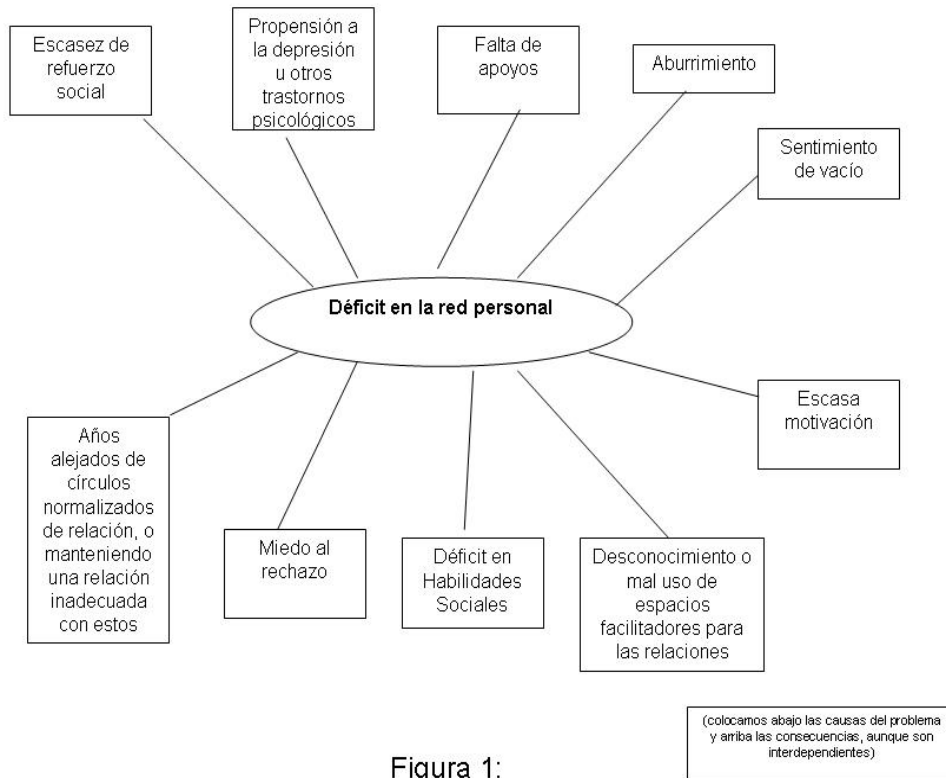 Escasez de
refuerzo
social
Propensión a
la depresión
u otros
trastornos
psicológicos
Falta de
apoyos
Aburrimiento
Sentimiento
de vacío
Déficit en la red personal
Escasa
motivación
Años
alejados de
círculos
normalizados
de relación, o
manteniendo
una relación
inadecuada
con estos
Miedo al
rechazo
Déficit en
Habilidades
Sociales
Desconocimiento o
mal uso de
espacios
facilitadores para
las relaciones
(colocamos abajo las causas del problema
y arriba las consecuencias, aunque son
interdependientes)
Figura 1: